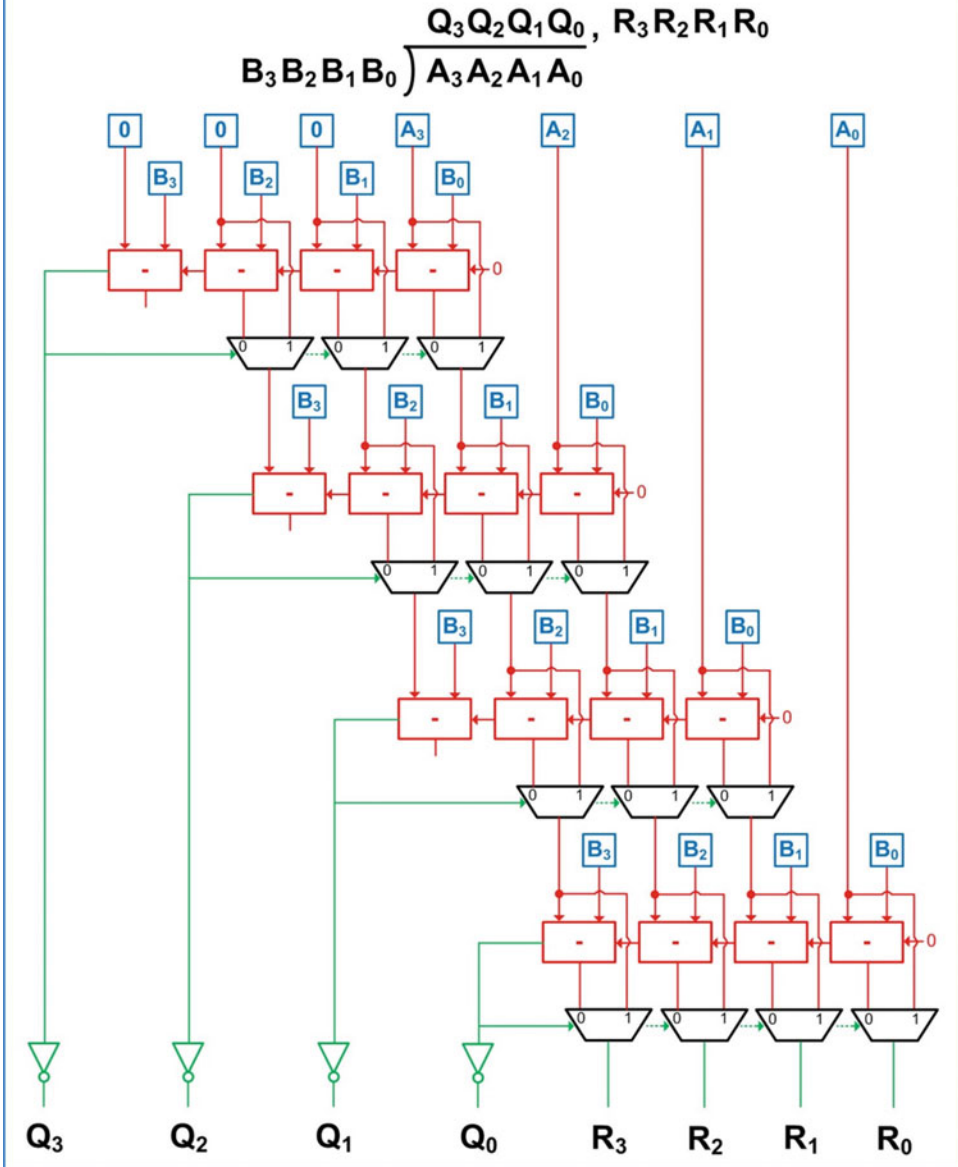 Q₃Q₂Q₁Q₀, R₃R₂R₁R₀
B₃B₂B₁B₀ ) A₃A₂A₁A₀
0 0 0 A₃ A₂ A₁ A₀
B₃ B₂ B₁ B₀
- - - - 0
0 1 0 1 0 1
B₃ B₂ B₁ B₀
- - - - 0
0 1 0 1 0 1
B₃ B₂ B₁ B₀
- - - - 0
0 1 0 1 0 1
B₃ B₂ B₁ B₀
- - - - 0
0 1 0 1 0 1 0 1
Q₃ Q₂ Q₁ Q₀ R₃ R₂ R₁ R₀